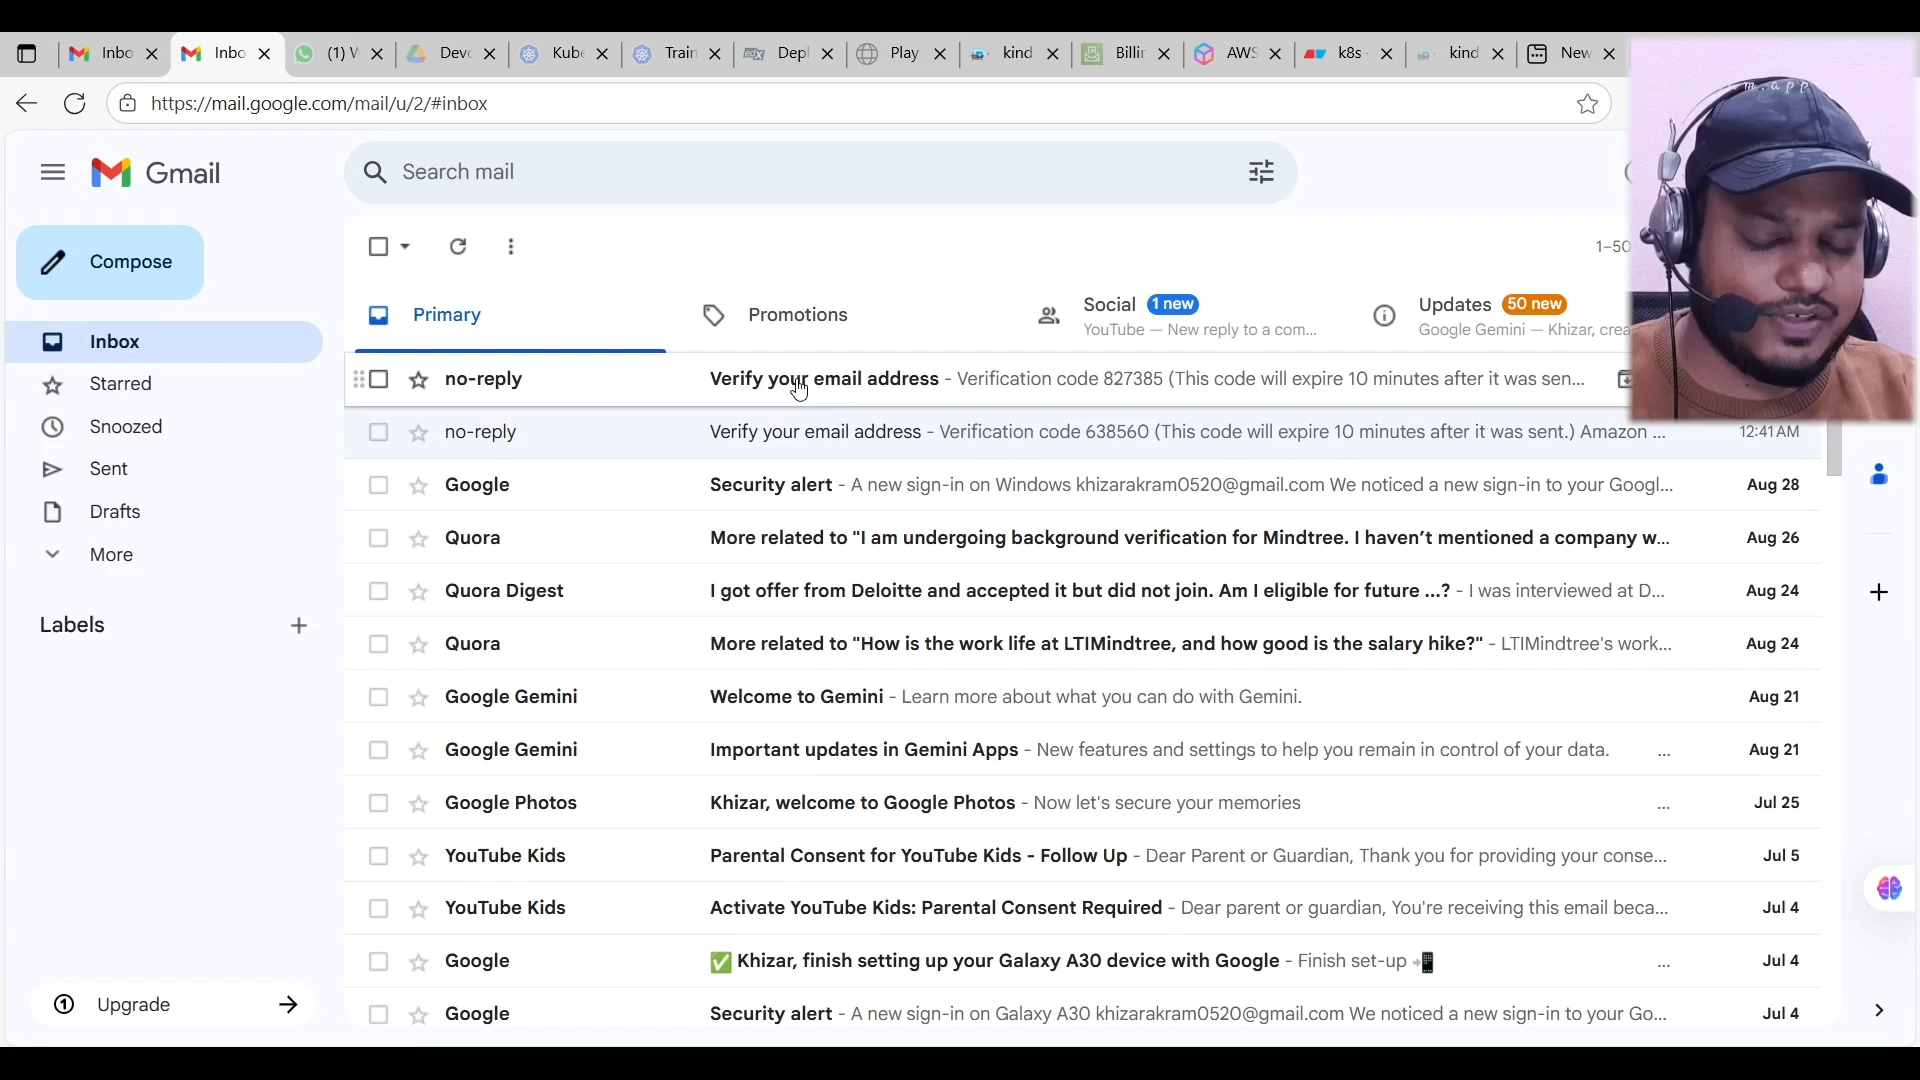 Inbo
Inbo
(1) W
Devo
Kube
Train
Depl
Play
kind
Billin
AWS
k8s -
kind
New
https://mail.google.com/mail/u/2/#inbox
m.app
Gmail
Search mail
Compose
1–50
Primary
Promotions
Social 1 new
YouTube — New reply to a com...
Updates 50 new
Google Gemini — Khizar, crea
Inbox
Starred
Snoozed
Sent
Drafts
More
Labels
Upgrade
no-reply Verify your email address - Verification code 827385 (This code will expire 10 minutes after it was sen...
no-reply Verify your email address - Verification code 638560 (This code will expire 10 minutes after it was sent.) Amazon ... 12:41 AM
Google Security alert - A new sign-in on Windows khizarakram0520@gmail.com We noticed a new sign-in to your Googl... Aug 28
Quora More related to "I am undergoing background verification for Mindtree. I haven’t mentioned a company w... Aug 26
Quora Digest I got offer from Deloitte and accepted it but did not join. Am I eligible for future ...? - I was interviewed at D... Aug 24
Quora More related to "How is the work life at LTIMindtree, and how good is the salary hike?" - LTIMindtree's work... Aug 24
Google Gemini Welcome to Gemini - Learn more about what you can do with Gemini. Aug 21
Google Gemini Important updates in Gemini Apps - New features and settings to help you remain in control of your data. ... Aug 21
Google Photos Khizar, welcome to Google Photos - Now let's secure your memories ... Jul 25
YouTube Kids Parental Consent for YouTube Kids - Follow Up - Dear Parent or Guardian, Thank you for providing your conse... Jul 5
YouTube Kids Activate YouTube Kids: Parental Consent Required - Dear parent or guardian, You're receiving this email beca... Jul 4
Google ✅ Khizar, finish setting up your Galaxy A30 device with Google - Finish set-up 📲 ... Jul 4
Google Security alert - A new sign-in on Galaxy A30 khizarakram0520@gmail.com We noticed a new sign-in to your Go... Jul 4